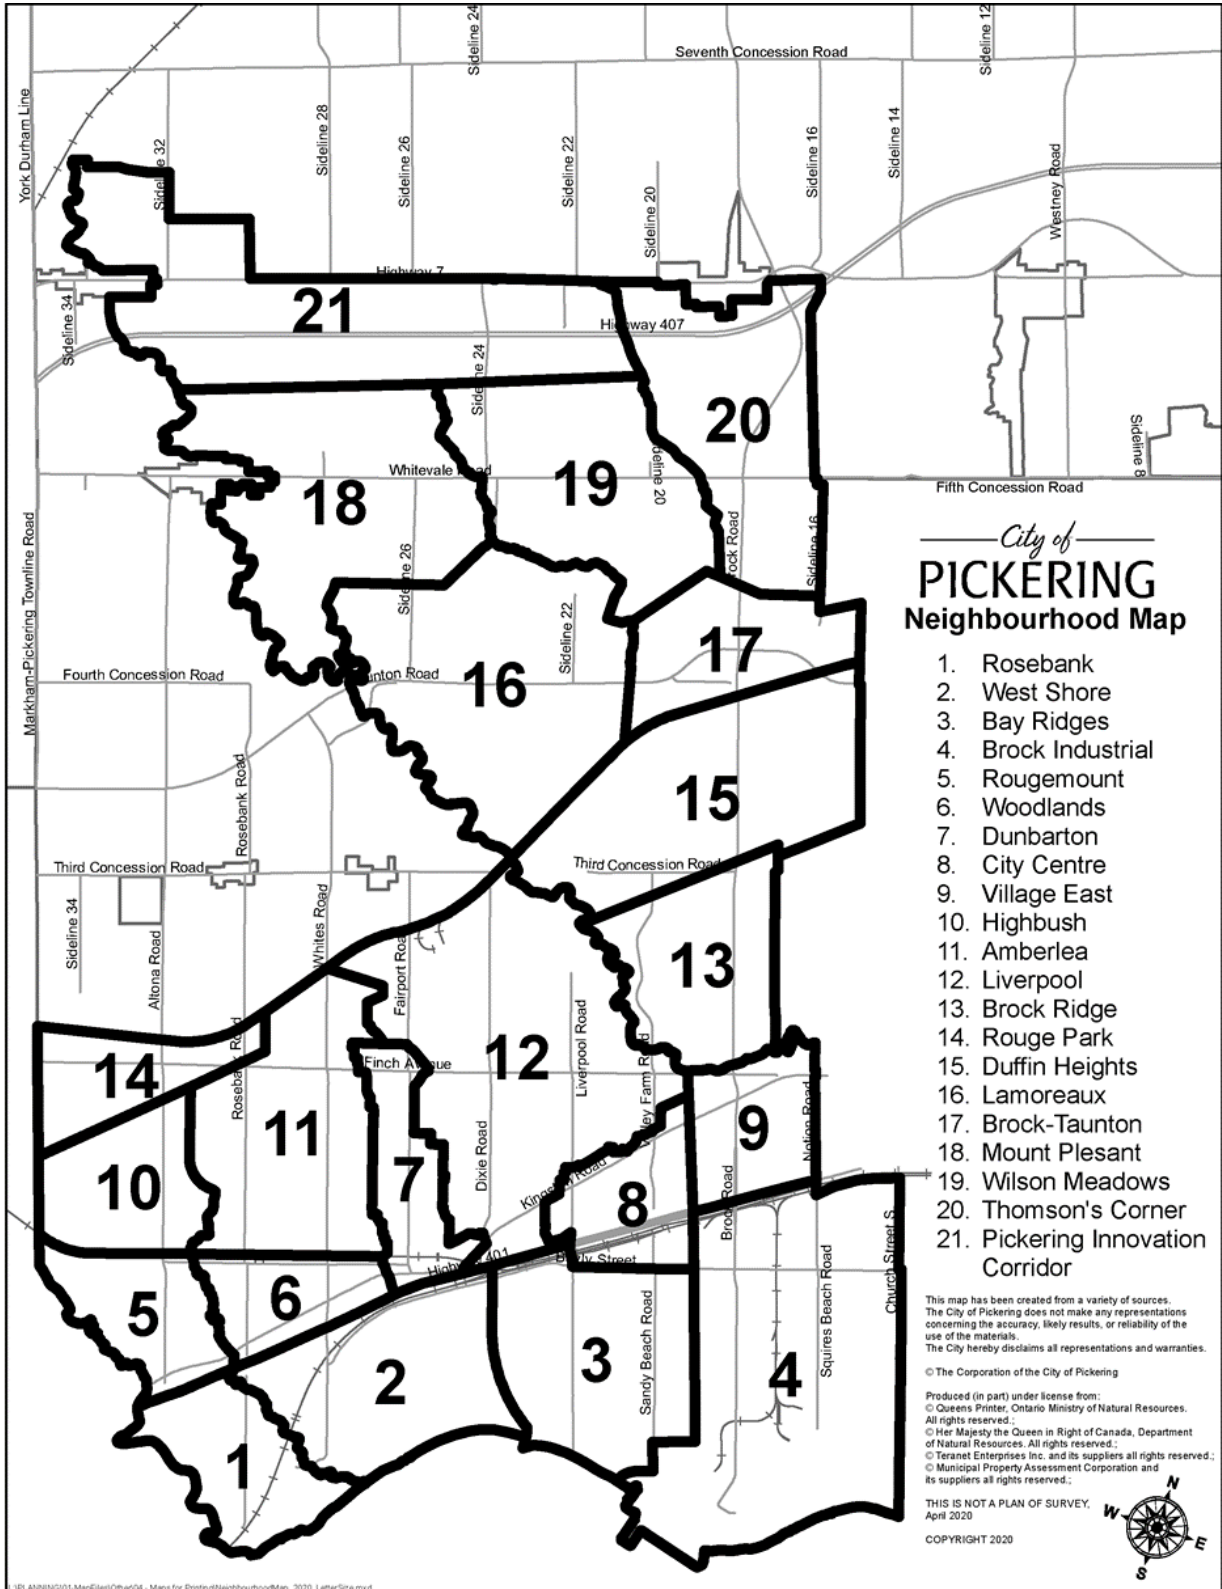 Sideline 24
Sideline 12
Seventh Concession Road
York Durham Line
Sideline 32
Sideline 28
Sideline 26
Sideline 22
Sideline 20
Sideline 16
Sideline 14
Westney Road
Highway 7
21
Sideline 34
Highway 407
Sideline 24
20
Sideline 8
Whitevale Road
18
19
Sideline 20
Fifth Concession Road
Markham-Pickering Townline Road
Sideline 26
Brock Road
Sideline 16
Sideline 22
17
Fourth Concession Road
Taunton Road
16
Rosebank Road
15
Third Concession Road
Third Concession Road
Sideline 34
Altona Road
Whites Road
Fairport Road
13
12
Liverpool Road
14
Rosebank Road
Finch Avenue
Valley Farm Road
11
9
Notion Road
10
7
Dixie Road
Kingston Road
8
Brock Road
Highway 401
Bayly Street
5
6
Squires Beach Road
Church Street S
2
3
Sandy Beach Road
4
1
City of
PICKERING
Neighbourhood Map
1. Rosebank
2. West Shore
3. Bay Ridges
4. Brock Industrial
5. Rougemount
6. Woodlands
7. Dunbarton
8. City Centre
9. Village East
10. Highbush
11. Amberlea
12. Liverpool
13. Brock Ridge
14. Rouge Park
15. Duffin Heights
16. Lamoreaux
17. Brock-Taunton
18. Mount Plesant
19. Wilson Meadows
20. Thomson's Corner
21. Pickering Innovation
Corridor
This map has been created from a variety of sources.
The City of Pickering does not make any representations
concerning the accuracy, likely results, or reliability of the
use of the materials.
The City hereby disclaims all representations and warranties.
© The Corporation of the City of Pickering
Produced (in part) under license from:
© Queens Printer, Ontario Ministry of Natural Resources.
All rights reserved.;
© Her Majesty the Queen in Right of Canada, Department
of Natural Resources. All rights reserved.;
© Teranet Enterprises Inc. and its suppliers all rights reserved.;
© Municipal Property Assessment Corporation and
its suppliers all rights reserved.;
THIS IS NOT A PLAN OF SURVEY,
April 2020
COPYRIGHT 2020
N
W
E
S